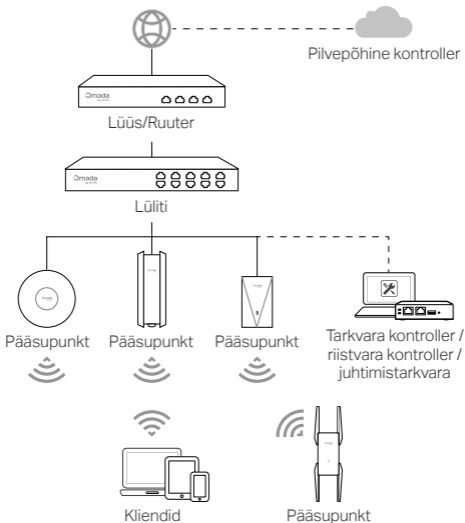 Pilvepõhine kontroller
Omada
Lüüs/Ruuter
Omada
Lüliti
Pääsupunkt
Pääsupunkt
Pääsupunkt
Tarkvara kontroller /
riistvara kontroller /
juhtimistarkvara
Kliendid
Pääsupunkt